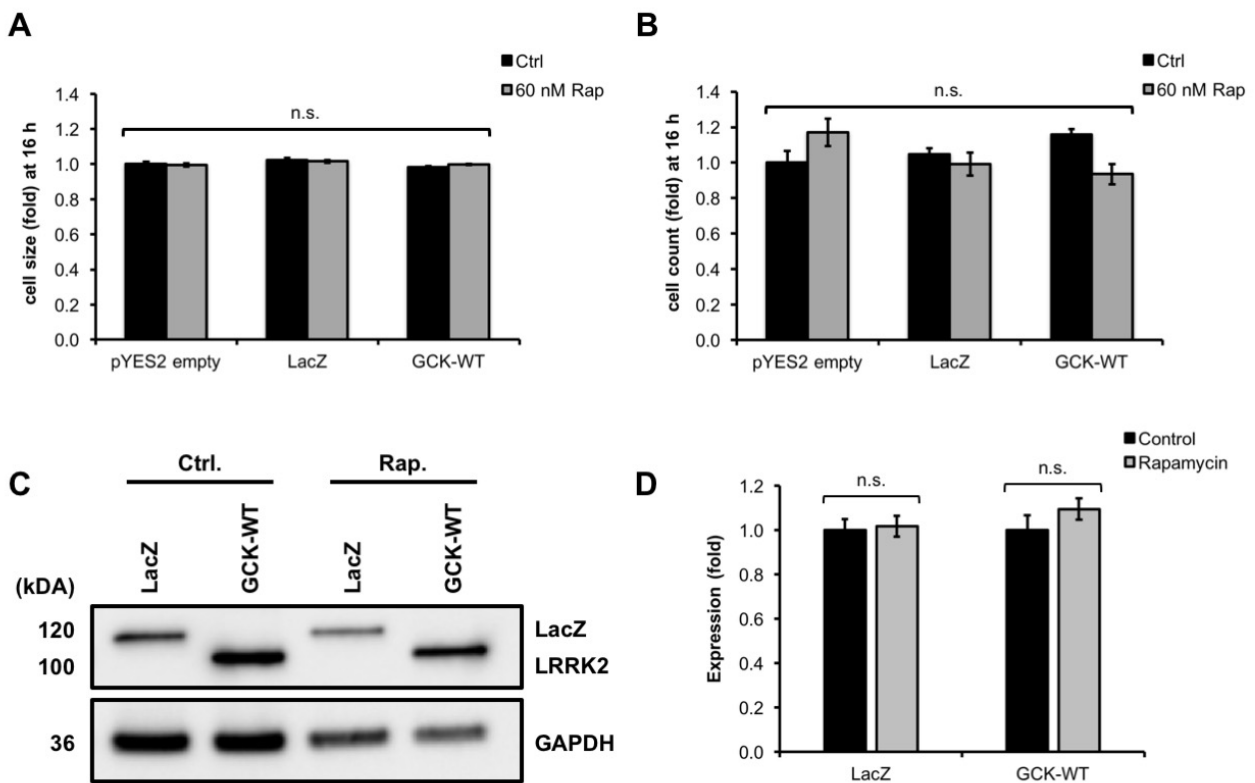 A
Ctrl
60 nM Rap
cell size (fold) at 16 h
1.4
1.2
1.0
0.8
0.6
0.4
0.2
0.0
n.s.
pYES2 empty LacZ GCK-WT
B
Ctrl
60 nM Rap
cell count (fold) at 16 h
1.4
1.2
1.0
0.8
0.6
0.4
0.2
0.0
n.s.
pYES2 empty LacZ GCK-WT
C
Ctrl. Rap.
LacZ GCK-WT LacZ GCK-WT
(kDA)
120 LacZ
100 LRRK2
36 GAPDH
D
Control
Rapamycin
Expression (fold)
1.2
1.0
0.8
0.6
0.4
0.2
0.0
n.s. n.s.
LacZ GCK-WT